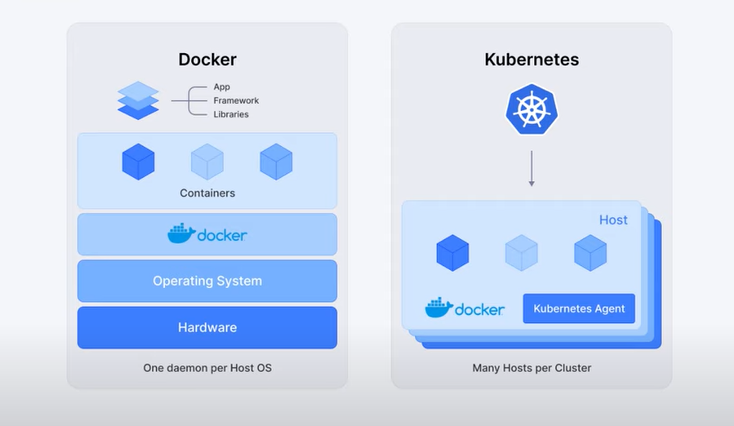 Docker
App
Framework
Libraries
Containers
docker
Operating System
Hardware
One daemon per Host OS
Kubernetes
Host
docker
Kubernetes Agent
Many Hosts per Cluster